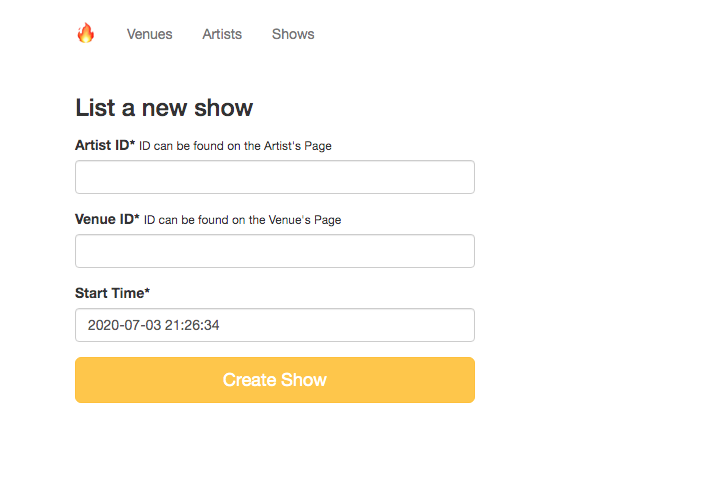 Venues Artists Shows
List a new show
Artist ID* ID can be found on the Artist's Page
Venue ID* ID can be found on the Venue's Page
Start Time*
2020-07-03 21:26:34
Create Show